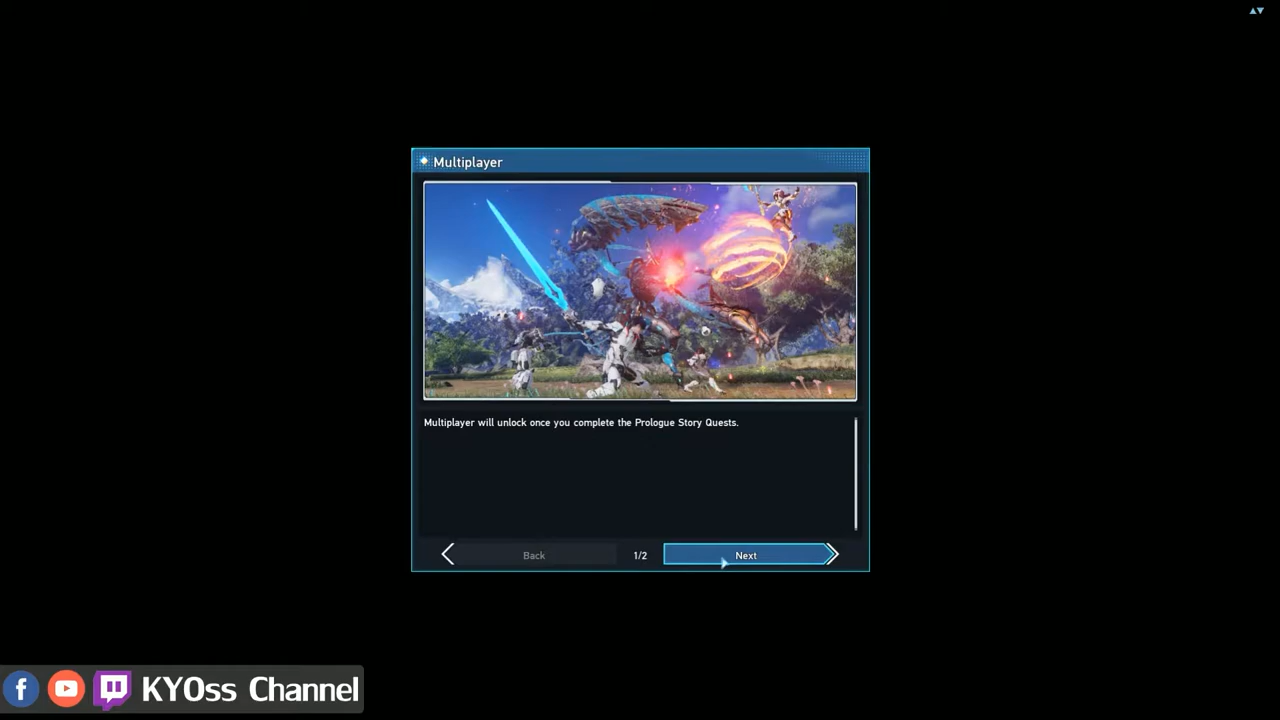 Multiplayer
Multiplayer will unlock once you complete the Prologue Story Quests.
Back 1/2 Next
KYOss Channel